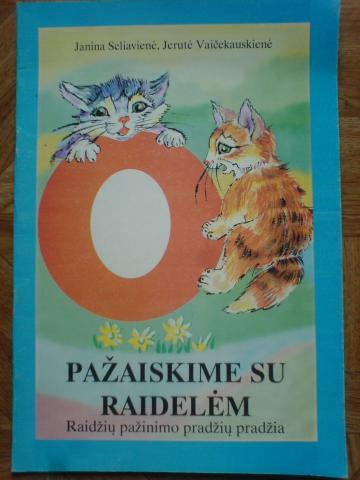 Janina Seliavienė, Jerutė Vaičekauskienė
O
PAŽAISKIME SU
RAIDELĖM
Raidžių pažinimo pradžių pradžia